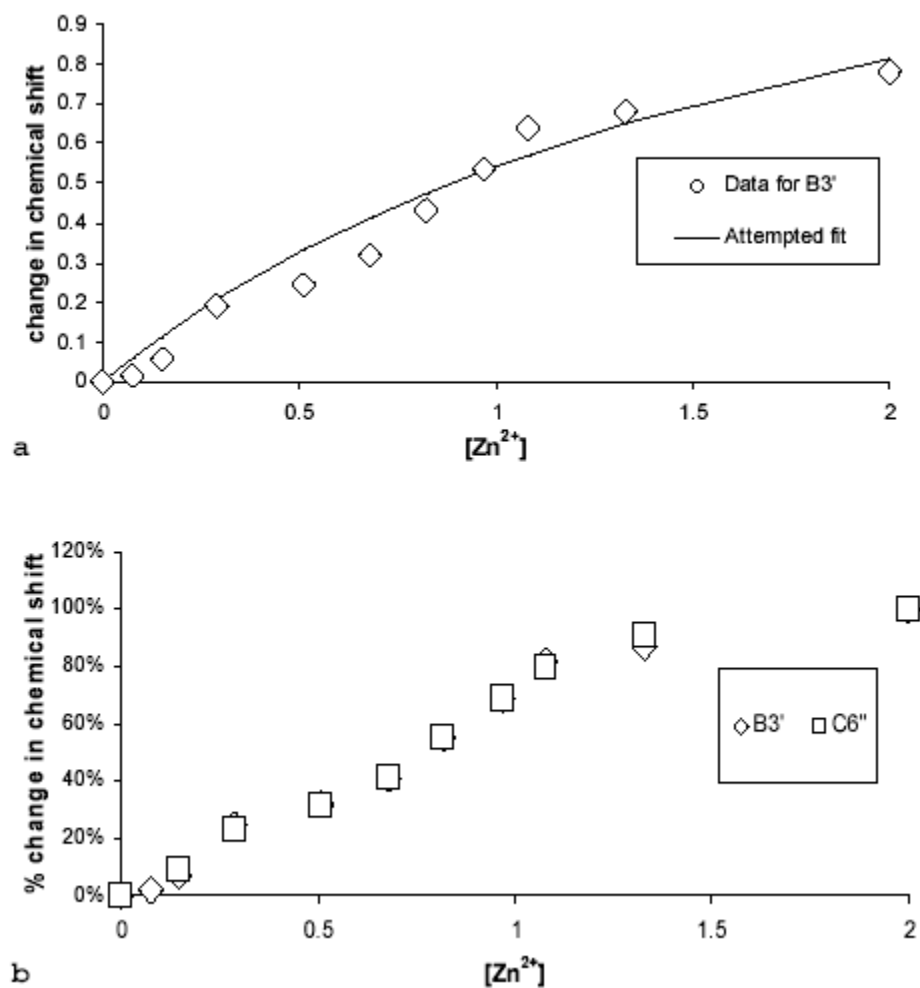 change in chemical shift
0.9
0.8
0.7
0.6
0.5
0.4
0.3
0.2
0.1
0
0 0.5 1 1.5 2
[Zn²⁺]
Data for B3'
Attempted fit
a
% change in chemical shift
120%
100%
80%
60%
40%
20%
0%
0 0.5 1 1.5 2
[Zn²⁺]
B3' C6"
b